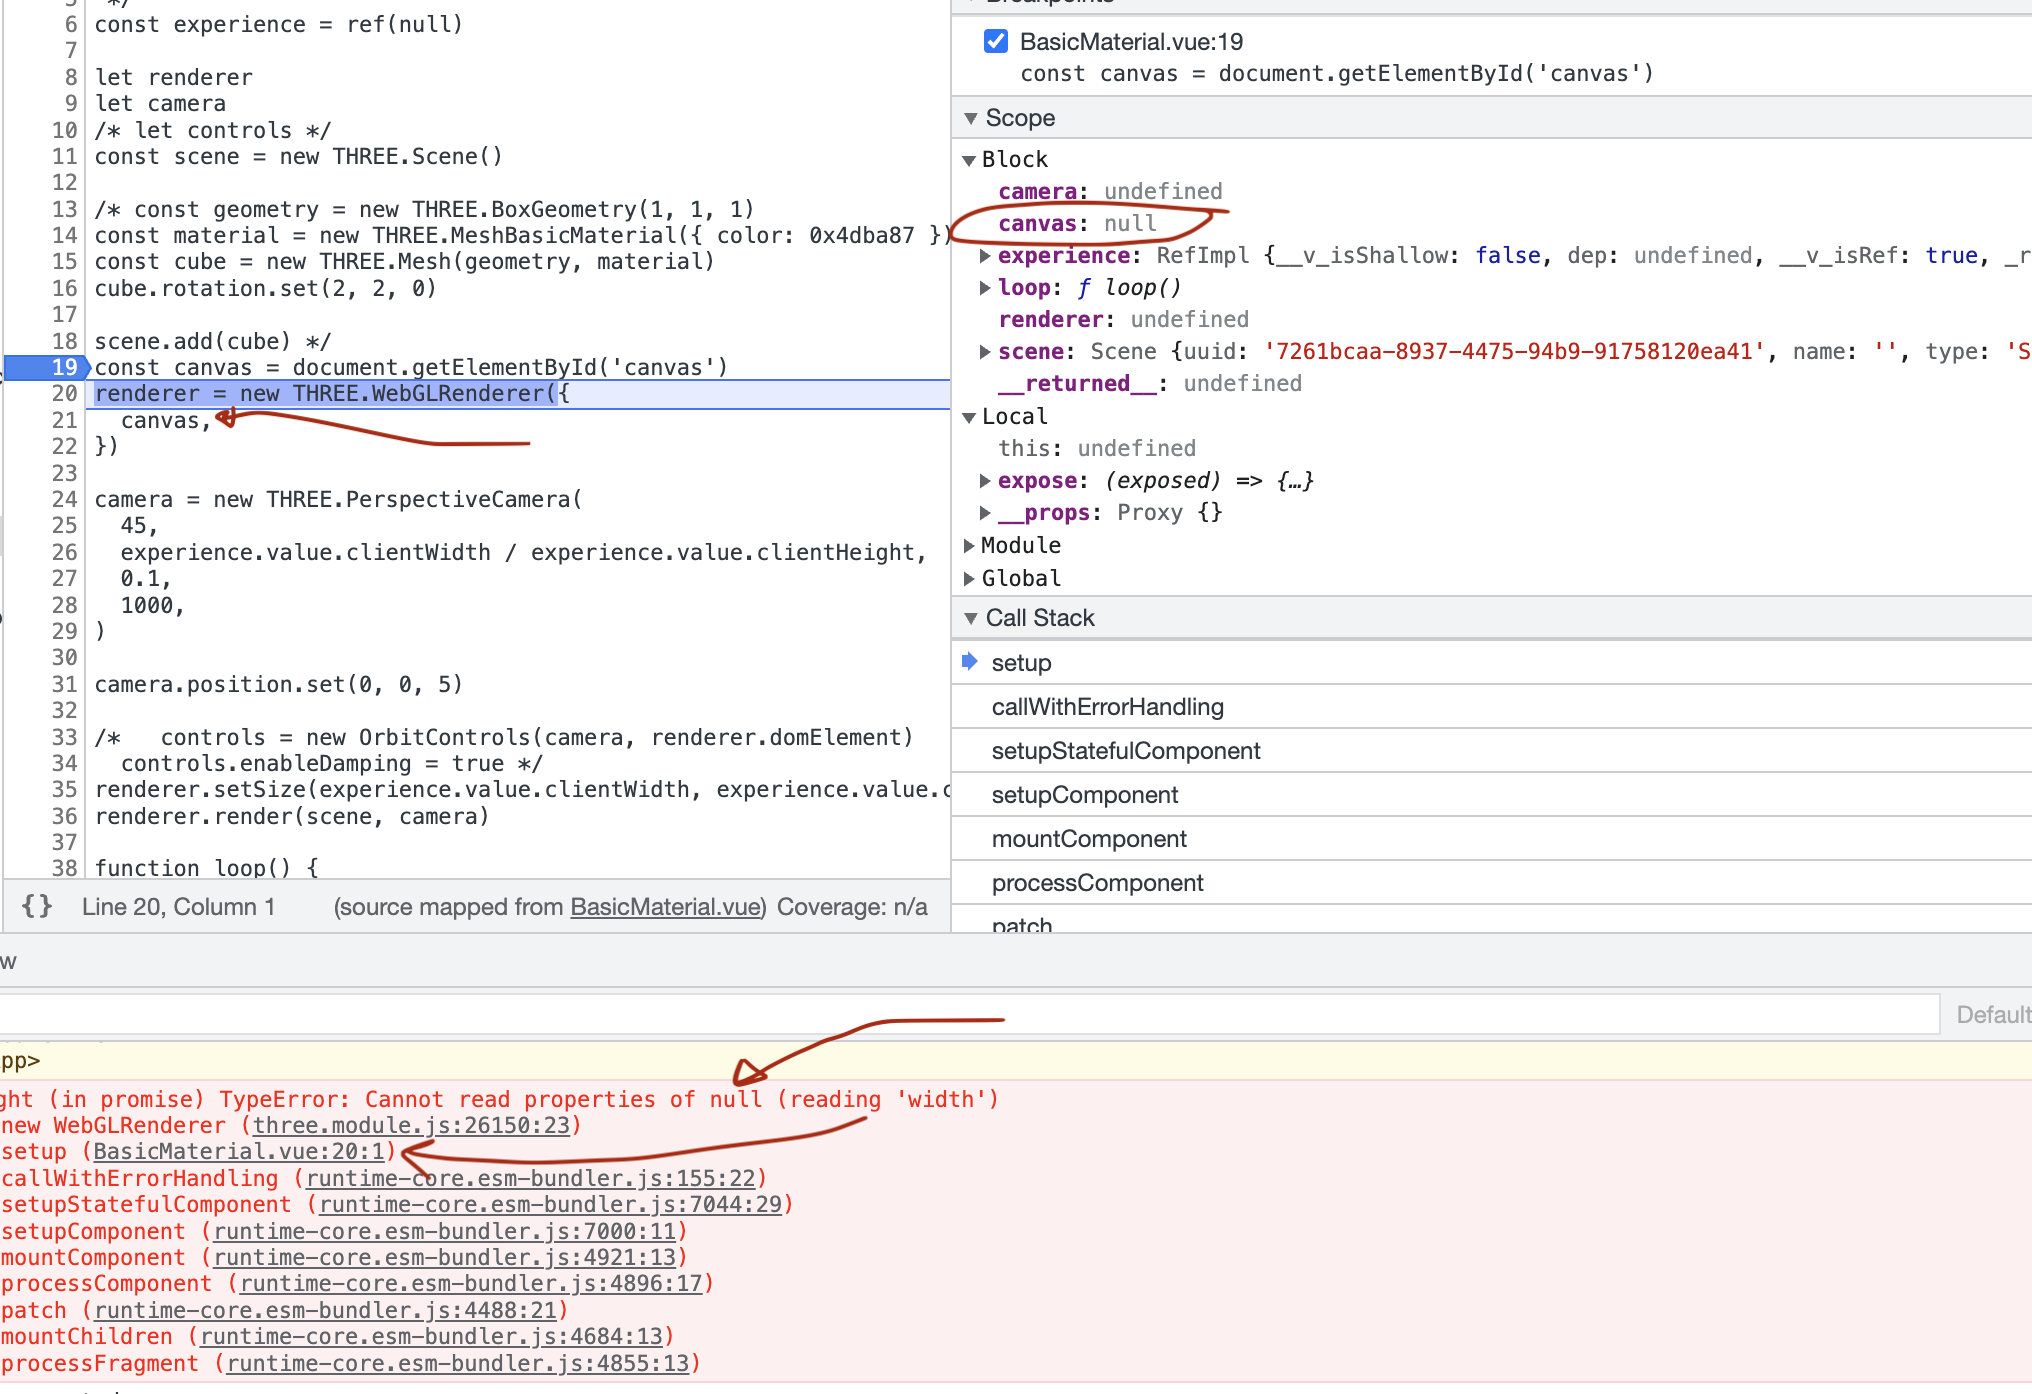 */
6 const experience = ref(null)
7
8 let renderer
9 let camera
10 /* let controls */
11 const scene = new THREE.Scene()
12
13 /* const geometry = new THREE.BoxGeometry(1, 1, 1)
14 const material = new THREE.MeshBasicMaterial({ color: 0x4dba87 })
15 const cube = new THREE.Mesh(geometry, material)
16 cube.rotation.set(2, 2, 0)
17
18 scene.add(cube) */
19 const canvas = document.getElementById('canvas')
20 renderer = new THREE.WebGLRenderer({
21 canvas,
22 })
23
24 camera = new THREE.PerspectiveCamera(
25 45,
26 experience.value.clientWidth / experience.value.clientHeight,
27 0.1,
28 1000,
29 )
30
31 camera.position.set(0, 0, 5)
32
33 /* controls = new OrbitControls(camera, renderer.domElement)
34 controls.enableDamping = true */
35 renderer.setSize(experience.value.clientWidth, experience.value.c
36 renderer.render(scene, camera)
37
38 function loop() {
{} Line 20, Column 1 (source mapped from BasicMaterial.vue) Coverage: n/a
Breakpoints
BasicMaterial.vue:19
const canvas = document.getElementById('canvas')
Scope
Block
camera: undefined
canvas: null
experience: RefImpl {__v_isShallow: false, dep: undefined, __v_isRef: true, _r
loop: ƒ loop()
renderer: undefined
scene: Scene {uuid: '7261bcaa-8937-4475-94b9-91758120ea41', name: '', type: 'S
__returned__: undefined
Local
this: undefined
expose: (exposed) => {…}
__props: Proxy {}
Module
Global
Call Stack
setup
callWithErrorHandling
setupStatefulComponent
setupComponent
mountComponent
processComponent
patch
w
Default
pp>
ght (in promise) TypeError: Cannot read properties of null (reading 'width')
new WebGLRenderer (three.module.js:26150:23)
setup (BasicMaterial.vue:20:1)
callWithErrorHandling (runtime-core.esm-bundler.js:155:22)
setupStatefulComponent (runtime-core.esm-bundler.js:7044:29)
setupComponent (runtime-core.esm-bundler.js:7000:11)
mountComponent (runtime-core.esm-bundler.js:4921:13)
processComponent (runtime-core.esm-bundler.js:4896:17)
patch (runtime-core.esm-bundler.js:4488:21)
mountChildren (runtime-core.esm-bundler.js:4684:13)
processFragment (runtime-core.esm-bundler.js:4855:13)